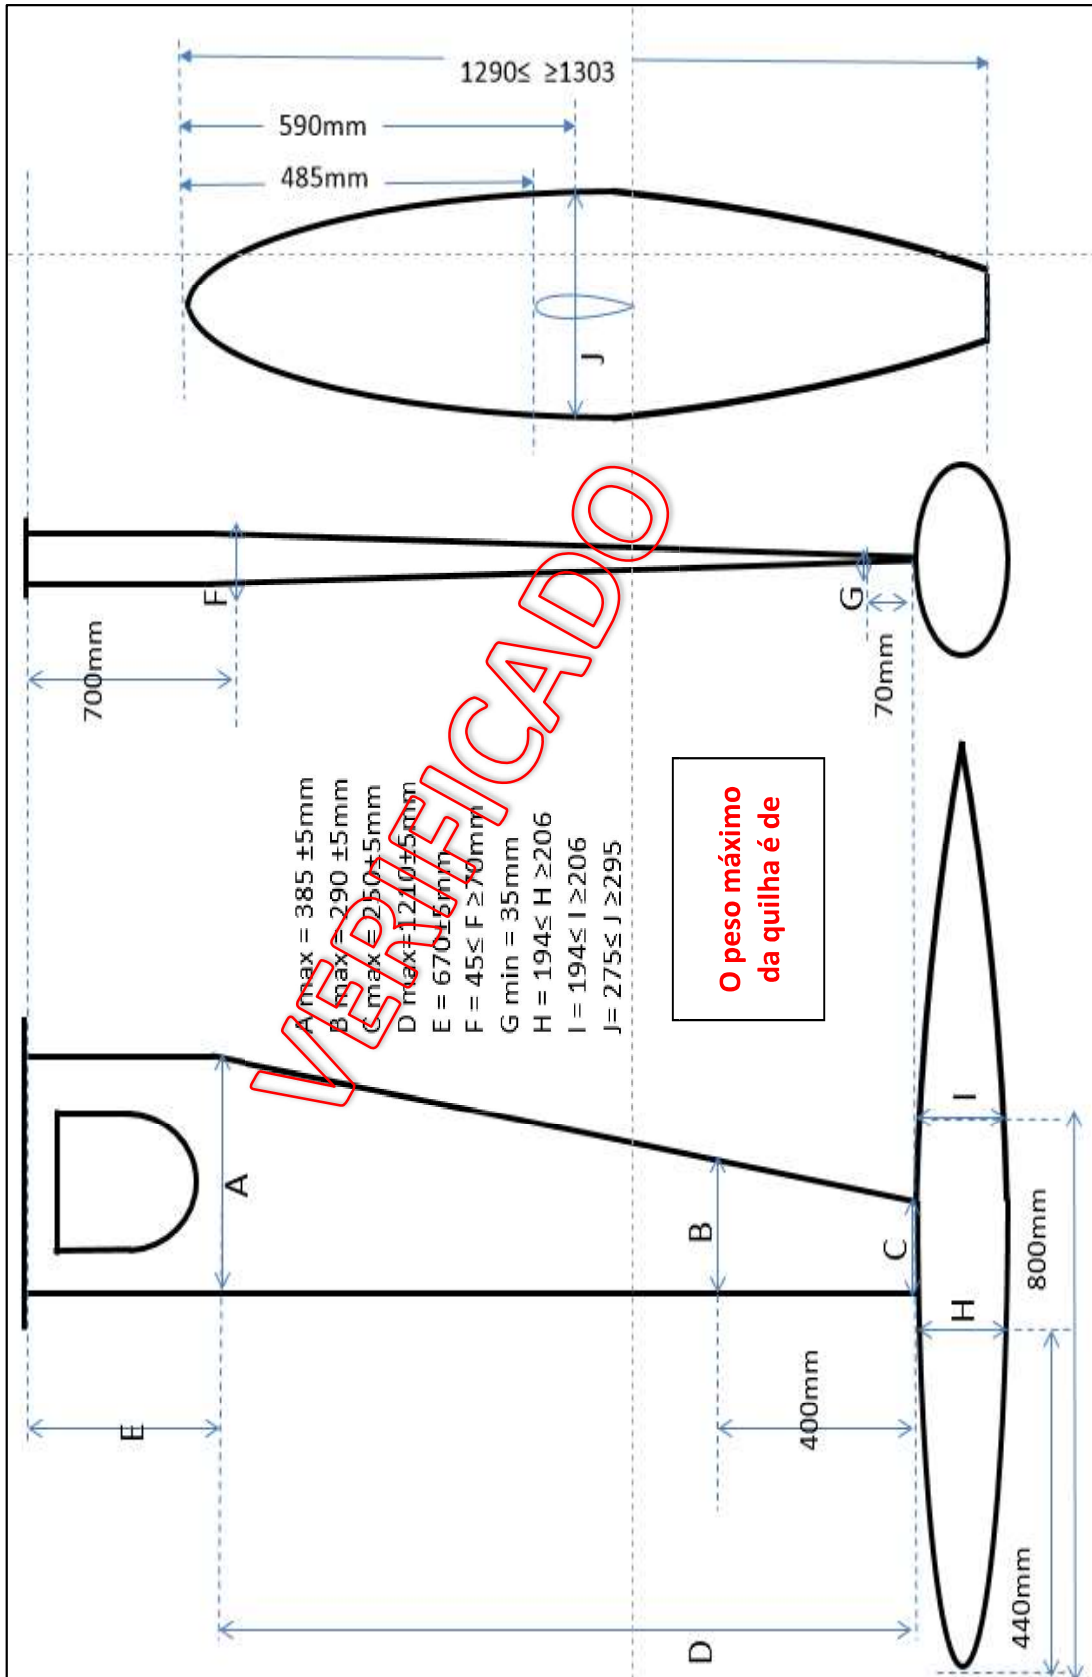 1290≤ ≥1303
590mm
485mm
J
F
700mm
G
70mm
A max = 385 ±5mm
B max = 290 ±5mm
C max = 250±5mm
D max=1210±5mm
E = 670±5mm
F = 45≤ F ≥70mm
G min = 35mm
H = 194≤ H ≥206
I = 194≤ I ≥206
J= 275≤ J ≥295
VERIFICADO
O peso máximo
da quilha é de
A
B
C
D
E
H
I
400mm
800mm
440mm